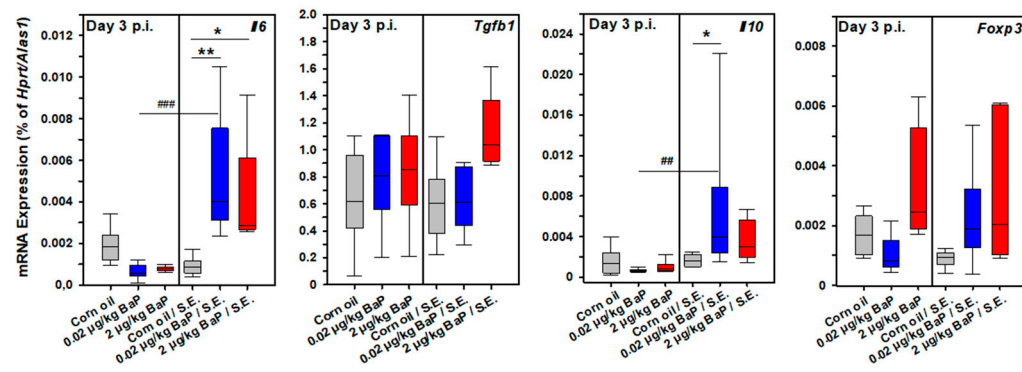 mRNA Expression (% of Hprt/Alas1)
Day 3 p.i.
Il6
0.012
0.010
0.008
0.006
0.004
0.002
0,0
*
**
###
Corn oil
0.02 µg/kg BaP
2 µg/kg BaP
Corn oil / S.E.
0.02 µg/kg BaP / S.E.
2 µg/kg BaP / S.E.
Day 3 p.i.
Tgfb1
2.0
1.8
1.6
1.4
1.2
1.0
0.8
0.6
0.4
0.2
0.0
Corn oil
0.02 µg/kg BaP
2 µg/kg BaP
Corn oil / S.E.
0.02 µg/kg BaP / S.E.
2 µg/kg BaP / S.E.
Day 3 p.i.
Il10
0.024
0.020
0.016
0.012
0.008
0.004
0
*
##
Corn oil
0.02 µg/kg BaP
2 µg/kg BaP
Corn oil / S.E.
0.02 µg/kg BaP / S.E.
2 µg/kg BaP / S.E.
Day 3 p.i.
Foxp3
0.008
0.006
0.004
0.002
0
Corn oil
0.02 µg/kg BaP
2 µg/kg BaP
Corn oil / S.E.
0.02 µg/kg BaP / S.E.
2 µg/kg BaP / S.E.